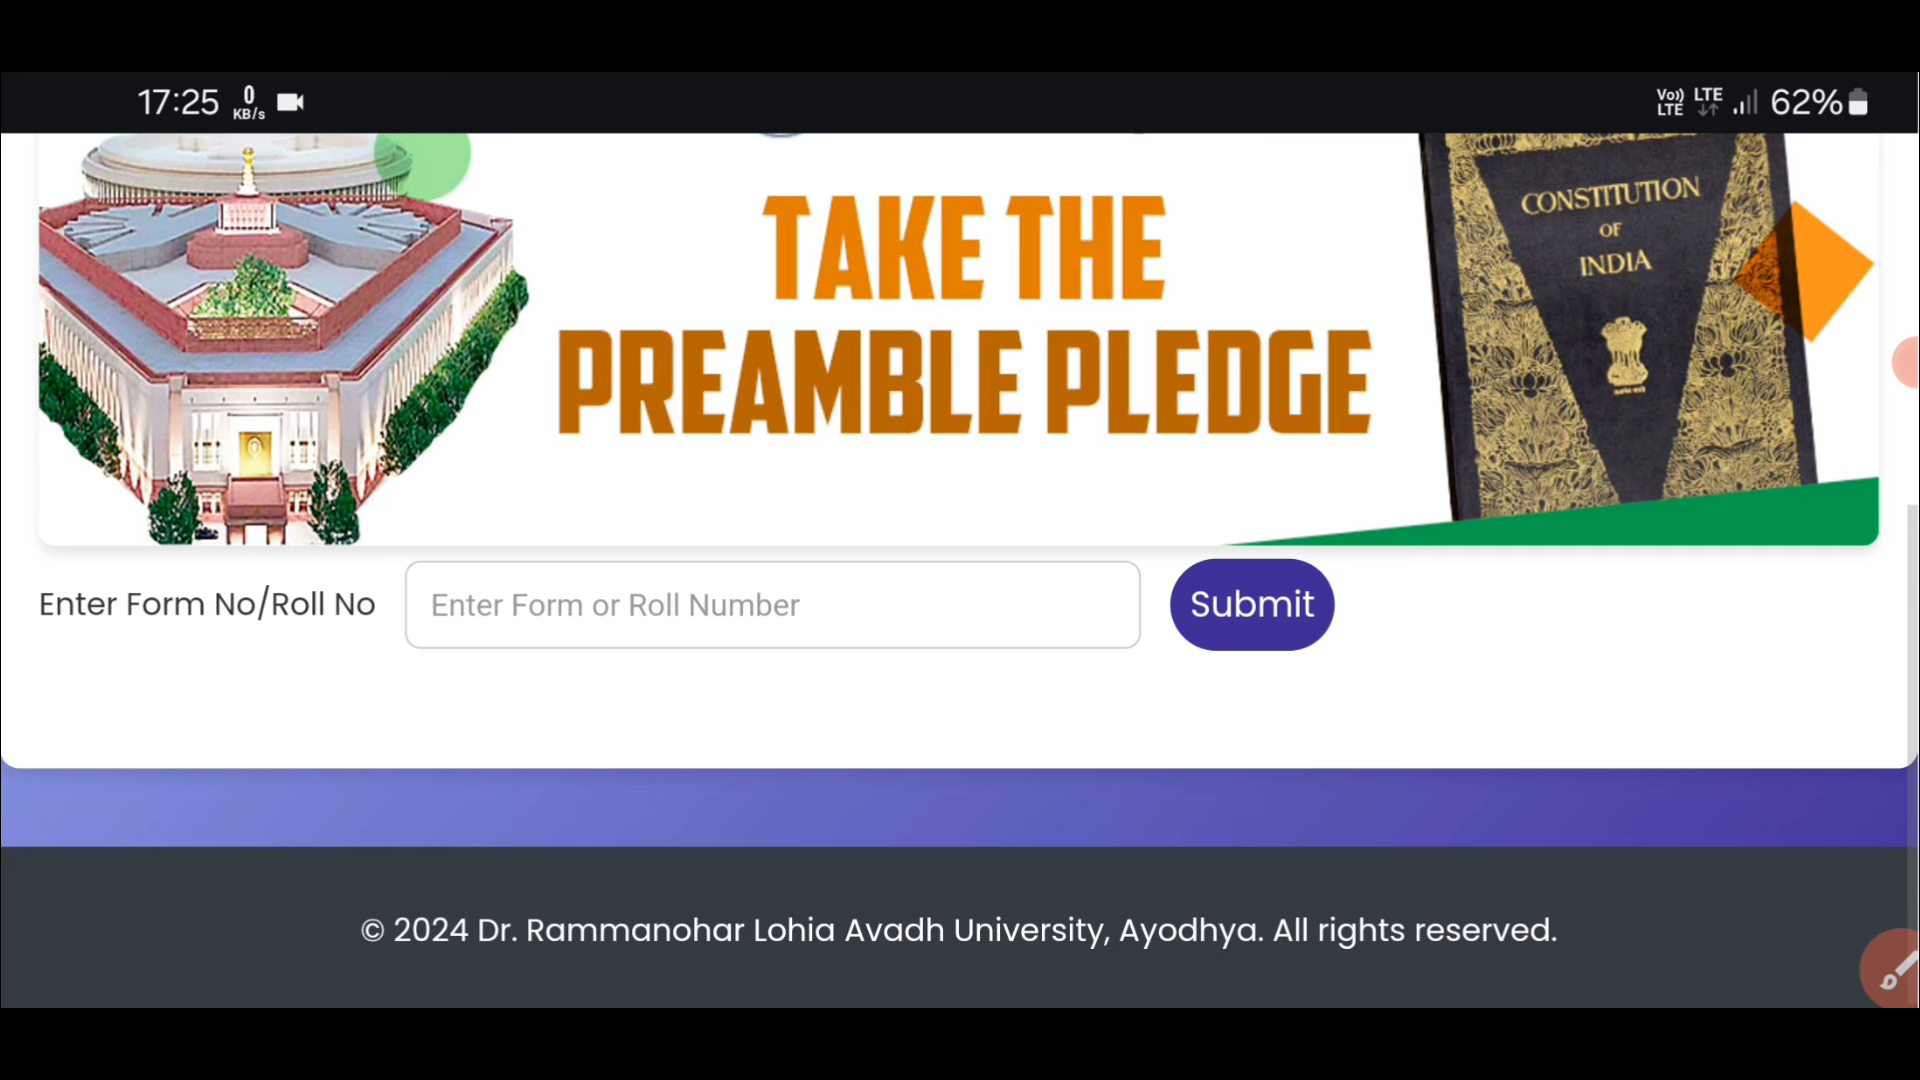 17:25 0 KB/s Vo)) LTE LTE 62%
TAKE THE
PREAMBLE PLEDGE
CONSTITUTION
OF
INDIA
Enter Form No/Roll No Enter Form or Roll Number Submit
© 2024 Dr. Rammanohar Lohia Avadh University, Ayodhya. All rights reserved.